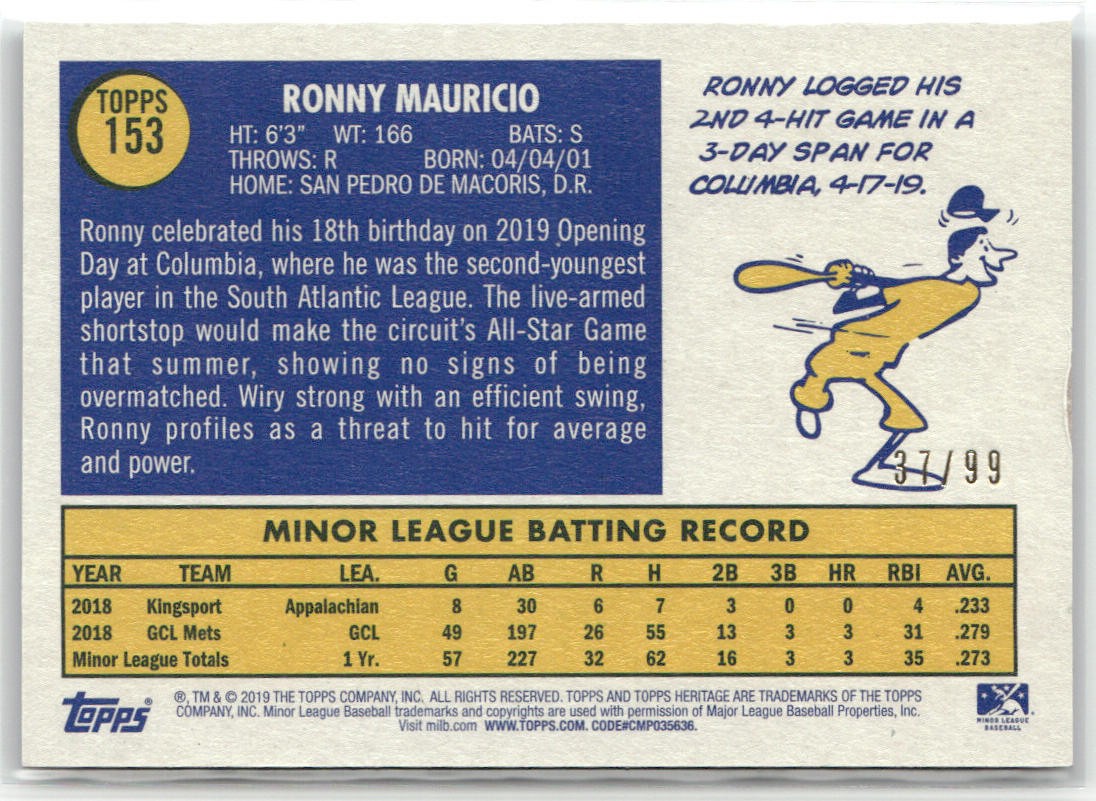 TOPPS
153
RONNY MAURICIO
HT: 6'3" WT: 166 BATS: S
THROWS: R BORN: 04/04/01
HOME: SAN PEDRO DE MACORIS, D.R.
Ronny celebrated his 18th birthday on 2019 Opening
Day at Columbia, where he was the second-youngest
player in the South Atlantic League. The live-armed
shortstop would make the circuit's All-Star Game
that summer, showing no signs of being
overmatched. Wiry strong with an efficient swing,
Ronny profiles as a threat to hit for average
and power.
RONNY LOGGED HIS
2ND 4-HIT GAME IN A
3-DAY SPAN FOR
COLUMBIA, 4-17-19.
37/99
MINOR LEAGUE BATTING RECORD
YEAR TEAM LEA. G AB R H 2B 3B HR RBI AVG.
2018 Kingsport Appalachian 8 30 6 7 3 0 0 4 .233
2018 GCL Mets GCL 49 197 26 55 13 3 3 31 .279
Minor League Totals 1 Yr. 57 227 32 62 16 3 3 35 .273
topps®
®, TM & © 2019 THE TOPPS COMPANY, INC. ALL RIGHTS RESERVED. TOPPS AND TOPPS HERITAGE ARE TRADEMARKS OF THE TOPPS
COMPANY, INC. Minor League Baseball trademarks and copyrights are used with permission of Major League Baseball Properties, Inc.
Visit milb.com WWW.TOPPS.COM. CODE#CMP035636.
MINOR LEAGUE
BASEBALL